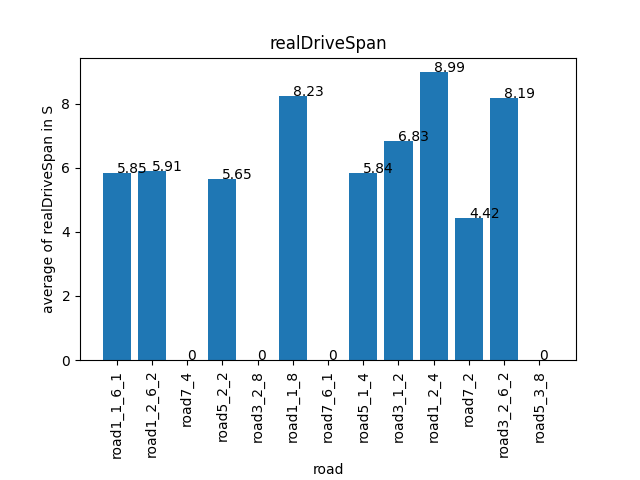 realDriveSpan
average of realDriveSpan in S
8
6
4
2
0
5.85
5.91
0
5.65
0
8.23
0
5.84
6.83
8.99
4.42
8.19
0
road1_1_6_1
road1_2_6_2
road7_4
road5_2_2
road3_2_8
road1_1_8
road7_6_1
road5_1_4
road3_1_2
road1_2_4
road7_2
road3_2_6_2
road5_3_8
road